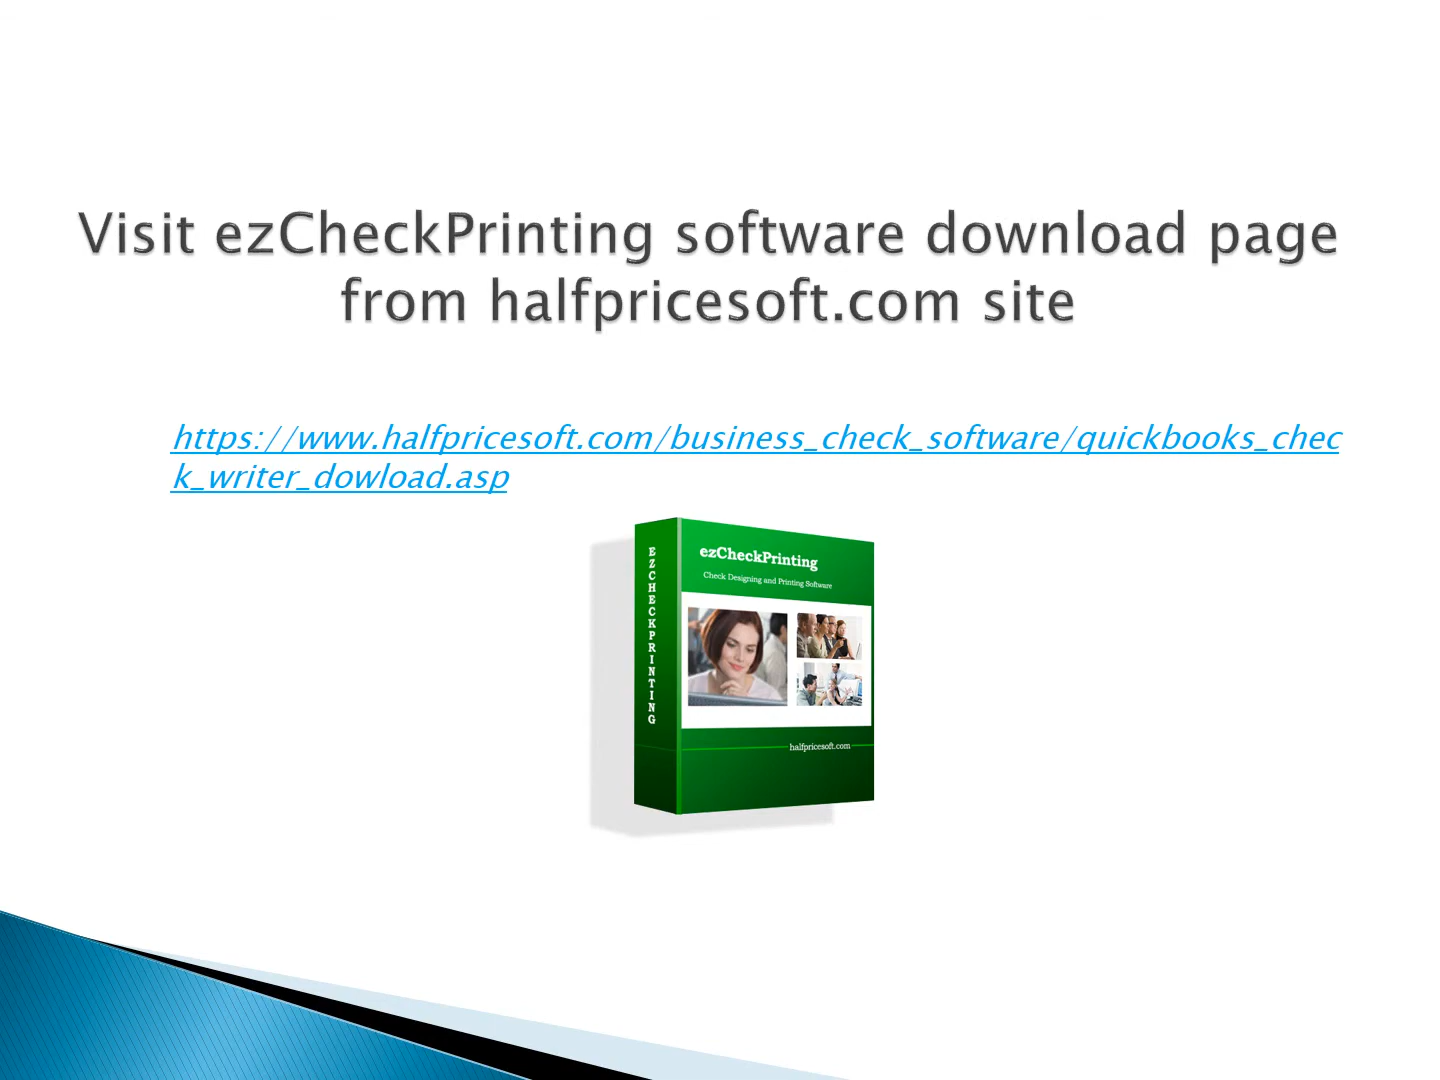 Visit ezCheckPrinting software download page
from halfpricesoft.com site
https://www.halfpricesoft.com/business_check_software/quickbooks_chec
k_writer_dowload.asp
EZCHECKPRINTING
ezCheckPrinting
Check Designing and Printing Software
halfpricesoft.com